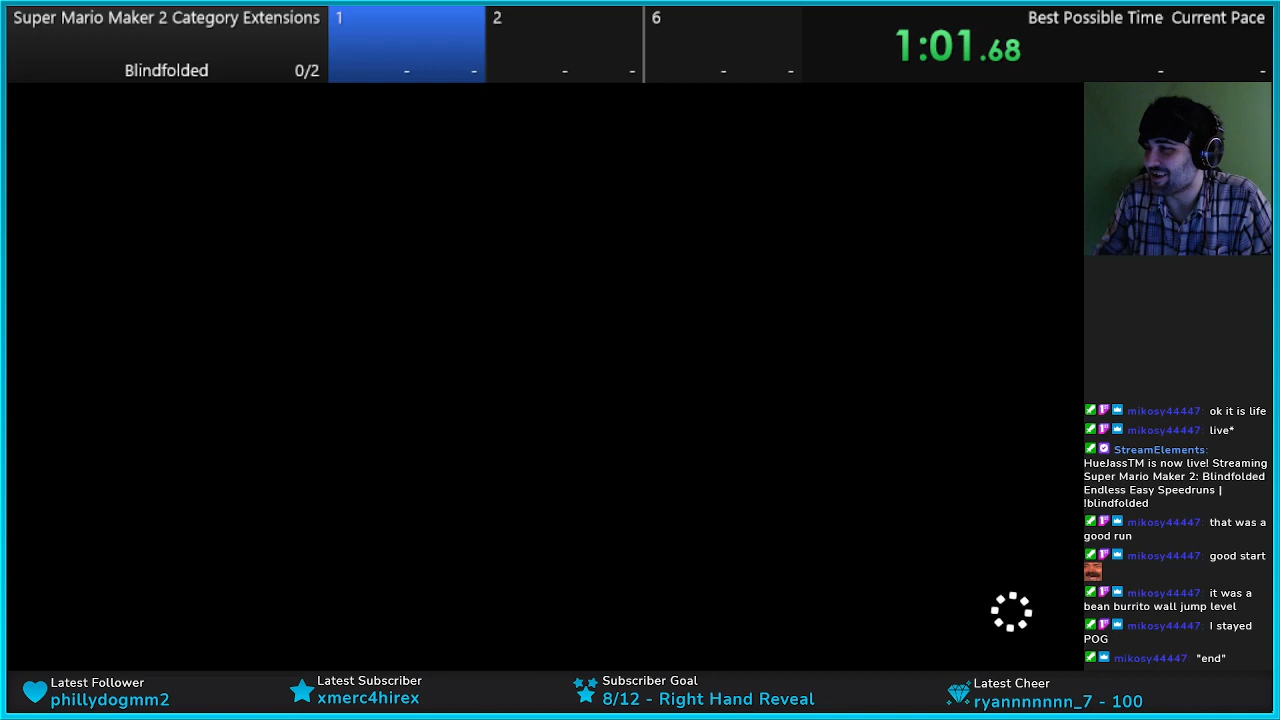 Super Mario Maker 2 Category Extensions
Blindfolded 0/2
1
- -
2
- -
6
- -
1:01.68
Best Possible Time Current Pace
- -
mikosy44447: ok it is life
mikosy44447: live*
StreamElements:
HueJassTM is now live! Streaming
Super Mario Maker 2: Blindfolded
Endless Easy Speedruns |
!blindfolded
mikosy44447: that was a
good run
mikosy44447: good start
mikosy44447: it was a
bean burrito wall jump level
mikosy44447: I stayed
POG
mikosy44447: "end"
Latest Follower
phillydogmm2
Latest Subscriber
xmerc4hirex
Subscriber Goal
8/12 - Right Hand Reveal
Latest Cheer
ryannnnnnn_7 - 100